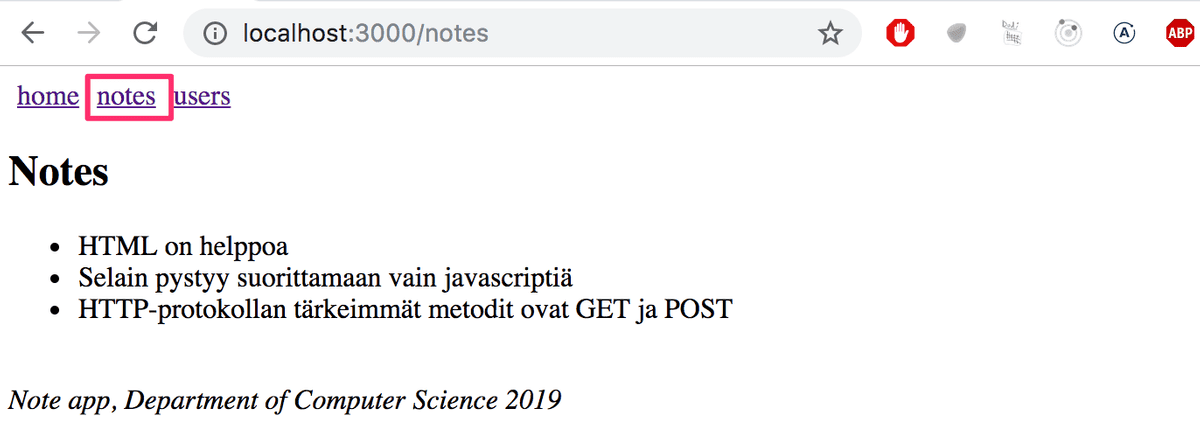 localhost:3000/notes
A
ABP
home notes users
Notes
HTML on helppoa
Selain pystyy suorittamaan vain javascriptiä
HTTP-protokollan tärkeimmät metodit ovat GET ja POST
Note app, Department of Computer Science 2019